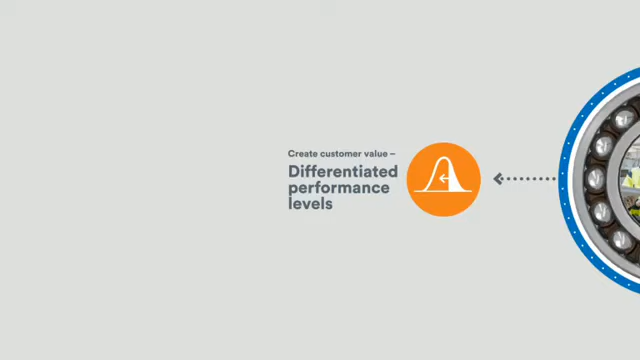 Create customer value –
Differentiated
performance
levels